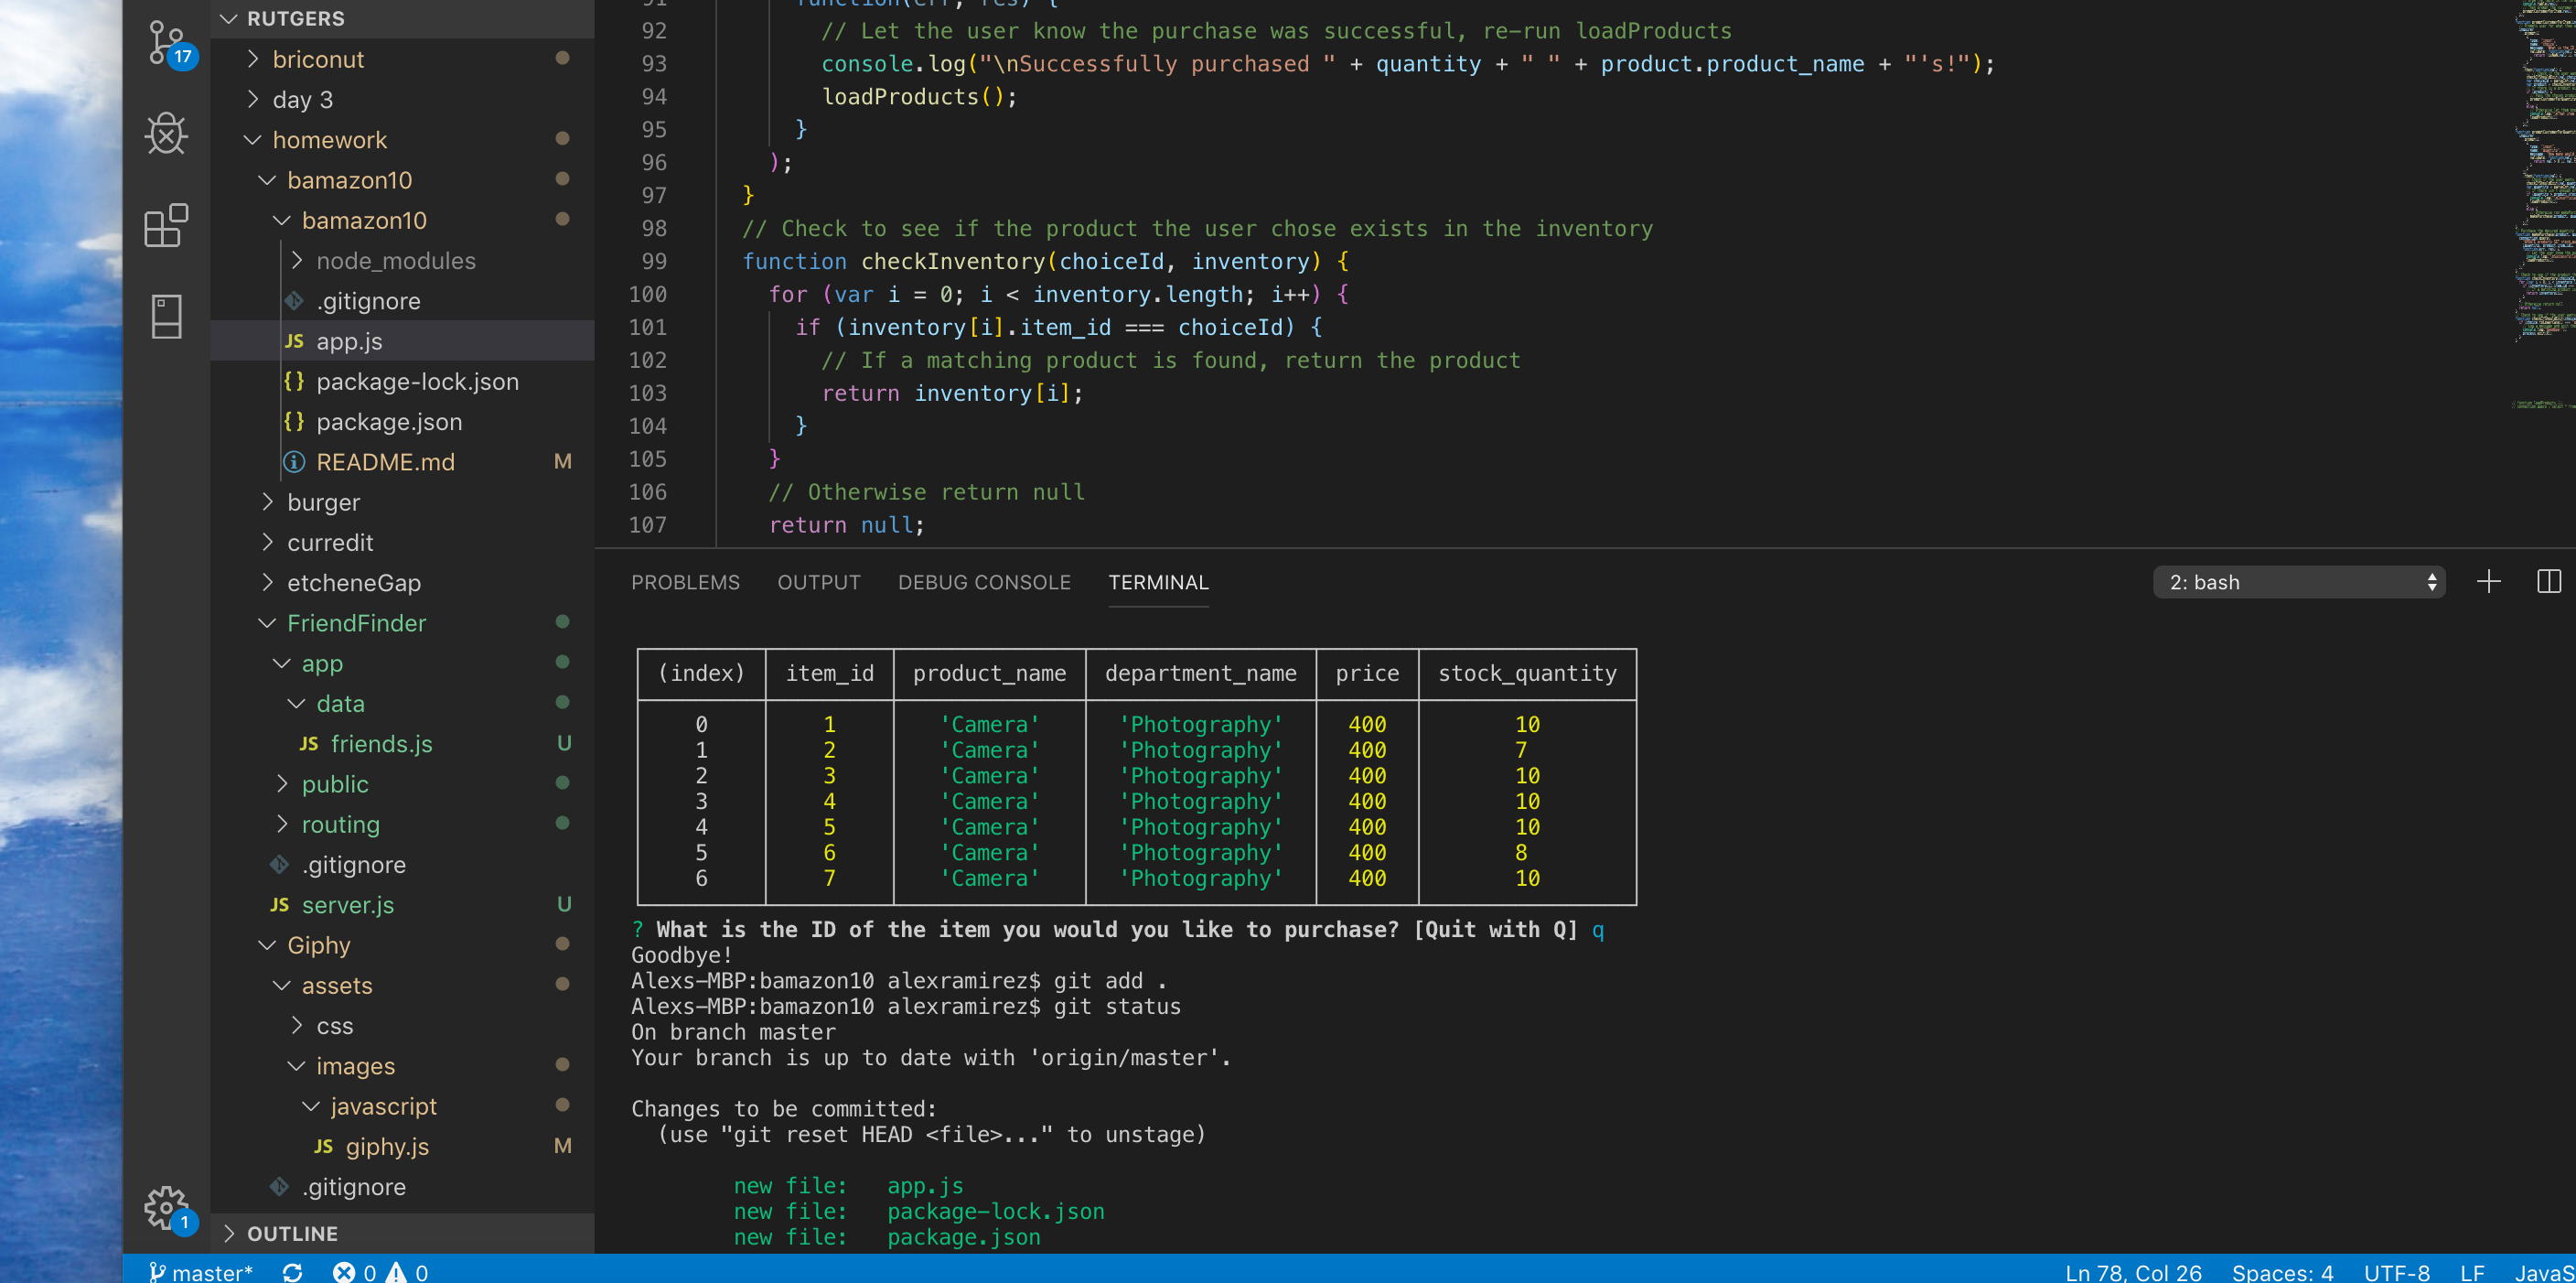 17
1
RUTGERS
briconut
day 3
homework
bamazon10
bamazon10
node_modules
.gitignore
JS app.js
{} package-lock.json
{} package.json
README.md M
burger
curredit
etcheneGap
FriendFinder
app
data
JS friends.js U
public
routing
.gitignore
JS server.js U
Giphy
assets
css
images
javascript
JS giphy.js M
.gitignore
OUTLINE
91 function(err, res) {
92 // Let the user know the purchase was successful, re-run loadProducts
93 console.log("\nSuccessfully purchased " + quantity + " " + product.product_name + "'s!");
94 loadProducts();
95 }
96 );
97 }
98 // Check to see if the product the user chose exists in the inventory
99 function checkInventory(choiceId, inventory) {
100 for (var i = 0; i < inventory.length; i++) {
101 if (inventory[i].item_id === choiceId) {
102 // If a matching product is found, return the product
103 return inventory[i];
104 }
105 }
106 // Otherwise return null
107 return null;
PROBLEMS OUTPUT DEBUG CONSOLE TERMINAL 2: bash
(index) item_id product_name department_name price stock_quantity
0 1 'Camera' 'Photography' 400 10
1 2 'Camera' 'Photography' 400 7
2 3 'Camera' 'Photography' 400 10
3 4 'Camera' 'Photography' 400 10
4 5 'Camera' 'Photography' 400 10
5 6 'Camera' 'Photography' 400 8
6 7 'Camera' 'Photography' 400 10
? What is the ID of the item you would you like to purchase? [Quit with Q] q
Goodbye!
Alexs-MBP:bamazon10 alexramirez$ git add .
Alexs-MBP:bamazon10 alexramirez$ git status
On branch master
Your branch is up to date with 'origin/master'.
Changes to be committed:
(use "git reset HEAD <file>..." to unstage)
new file: app.js
new file: package-lock.json
new file: package.json
master* 0 0 Ln 78, Col 26 Spaces: 4 UTF-8 LF JavaS